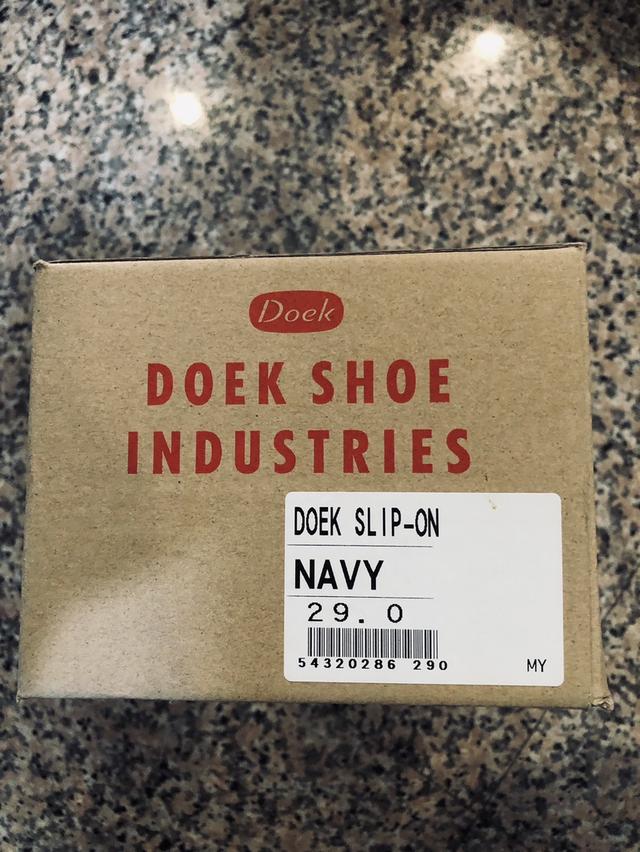 Doek
DOEK SHOE
INDUSTRIES
DOEK SLIP-ON
NAVY
29.0
54320286 290
MY